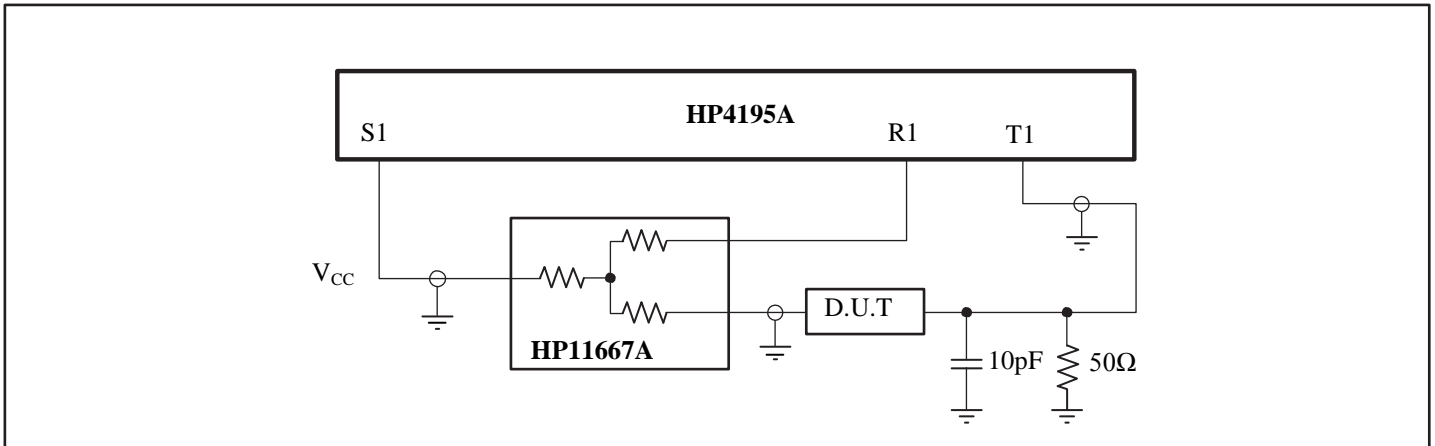 HP4195A
S1
R1
T1
V_CC
D.U.T
HP11667A
10pF
50Ω